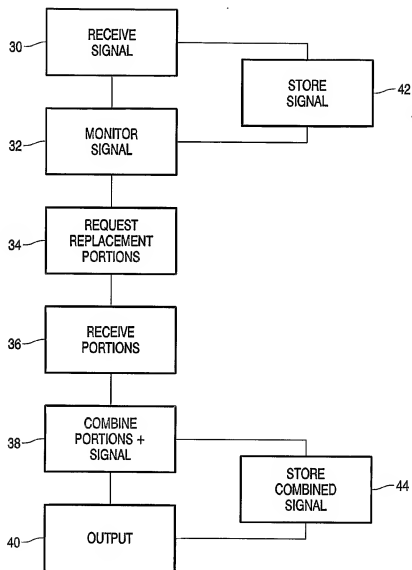 30
RECEIVE
SIGNAL
STORE
SIGNAL
42
32
MONITOR
SIGNAL
34
REQUEST
REPLACEMENT
PORTIONS
36
RECEIVE
PORTIONS
38
COMBINE
PORTIONS +
SIGNAL
STORE
COMBINED
SIGNAL
44
40
OUTPUT